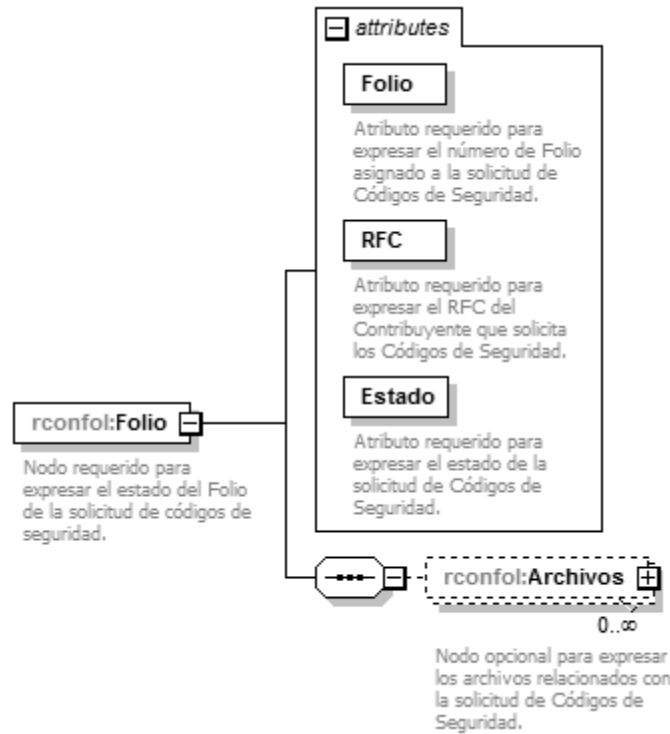 attributes
Folio
Atributo requerido para
expresar el número de Folio
asignado a la solicitud de
Códigos de Seguridad.
RFC
Atributo requerido para
expresar el RFC del
Contribuyente que solicita
los Códigos de Seguridad.
Estado
Atributo requerido para
expresar el estado de la
solicitud de Códigos de
Seguridad.
rconfol:Folio
Nodo requerido para
expresar el estado del Folio
de la solicitud de códigos de
seguridad.
rconfol:Archivos
0..∞
Nodo opcional para expresar
los archivos relacionados con
la solicitud de Códigos de
Seguridad.